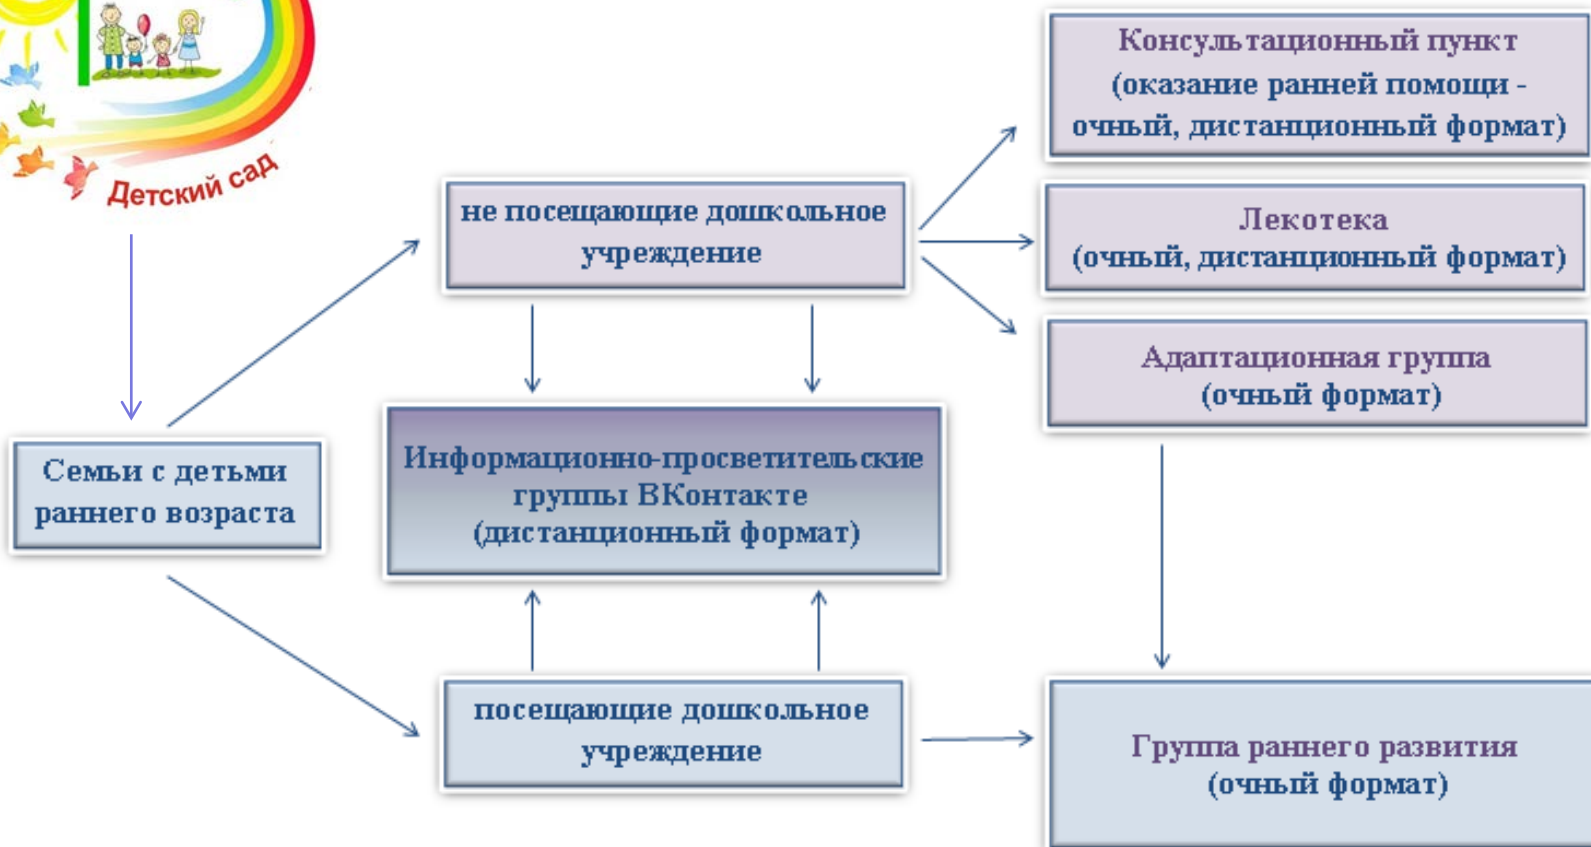 Детский сад
Консультационный пункт
(оказание ранней помощи -
очный, дистанционный формат)
не посещающие дошкольное
учреждение
Лекотека
(очный, дистанционный формат)
Адаптационная группа
(очный формат)
Семьи с детьми
раннего возраста
Информационно-просветительские
группы ВКонтакте
(дистанционный формат)
посещающие дошкольное
учреждение
Группа раннего развития
(очный формат)